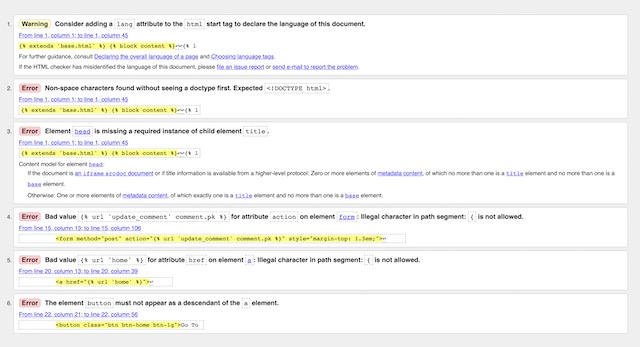 1. Warning Consider adding a lang attribute to the html start tag to declare the language of this document.
From line 1, column 1; to line 1, column 45
{% extends 'base.html' %} {% block content %}↩↩{% l
For further guidance, consult Declaring the overall language of a page and Choosing language tags.
If the HTML checker has misidentified the language of this document, please file an issue report or send e-mail to report the problem.
2. Error Non-space characters found without seeing a doctype first. Expected <!DOCTYPE html>.
From line 1, column 1; to line 1, column 45
{% extends 'base.html' %} {% block content %}↩↩{% l
3. Error Element head is missing a required instance of child element title.
From line 1, column 1; to line 1, column 45
{% extends 'base.html' %} {% block content %}↩↩{% l
Content model for element head:
If the document is an iframe srcdoc document or if title information is available from a higher-level protocol: Zero or more elements of metadata content, of which no more than one is a title element and no more than one is a
base element.
Otherwise: One or more elements of metadata content, of which exactly one is a title element and no more than one is a base element.
4. Error Bad value {% url 'update_comment' comment.pk %} for attribute action on element form: Illegal character in path segment: { is not allowed.
From line 15, column 13; to line 15, column 106
<form method="post" action="{% url 'update_comment' comment.pk %}" style="margin-top: 1.3em;">↩
5. Error Bad value {% url 'home' %} for attribute href on element a: Illegal character in path segment: { is not allowed.
From line 20, column 13; to line 20, column 39
<a href="{% url 'home' %}">↩
6. Error The element button must not appear as a descendant of the a element.
From line 22, column 21; to line 22, column 56
<button class="btn btn-home btn-lg">Go To